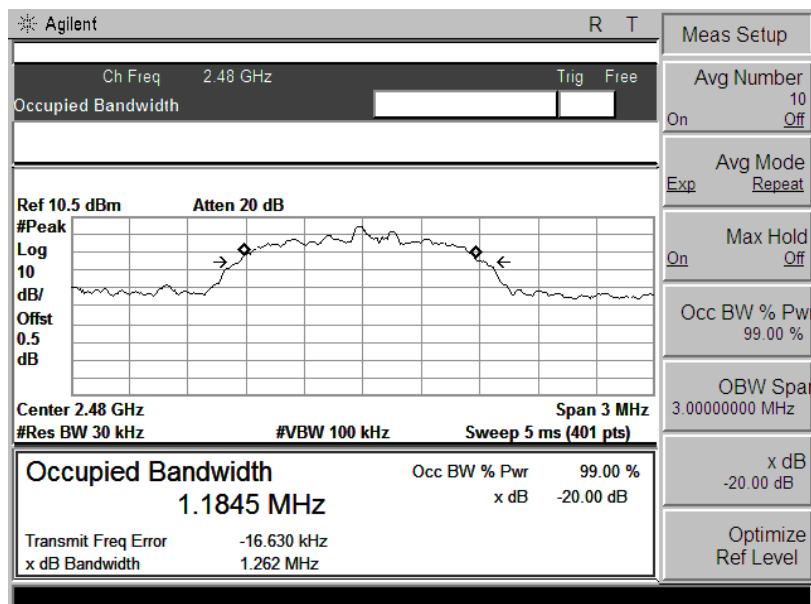 Agilent R T
Meas Setup
Ch Freq 2.48 GHz Trig Free
Occupied Bandwidth
Avg Number
10
On Off
Avg Mode
Exp Repeat
Max Hold
On Off
Occ BW % Pwr
99.00 %
OBW Span
3.00000000 MHz
x dB
-20.00 dB
Optimize
Ref Level
Ref 10.5 dBm Atten 20 dB
#Peak
Log
10
dB/
Offst
0.5
dB
Center 2.48 GHz Span 3 MHz
#Res BW 30 kHz #VBW 100 kHz Sweep 5 ms (401 pts)
Occupied Bandwidth
1.1845 MHz
Occ BW % Pwr 99.00 %
x dB -20.00 dB
Transmit Freq Error -16.630 kHz
x dB Bandwidth 1.262 MHz